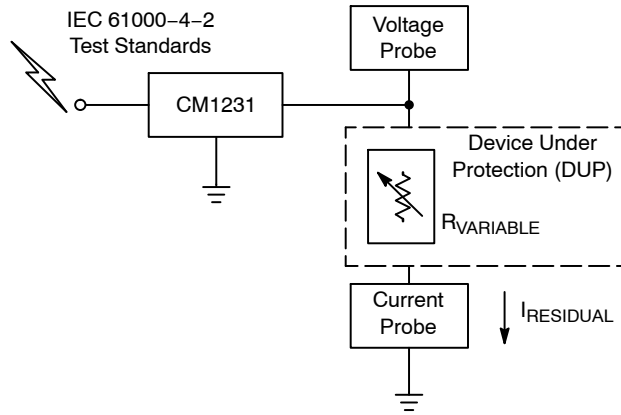 IEC 61000−4−2
Test Standards
Voltage
Probe
CM1231
Device Under
Protection (DUP)
RVARIABLE
Current
Probe
IRESIDUAL